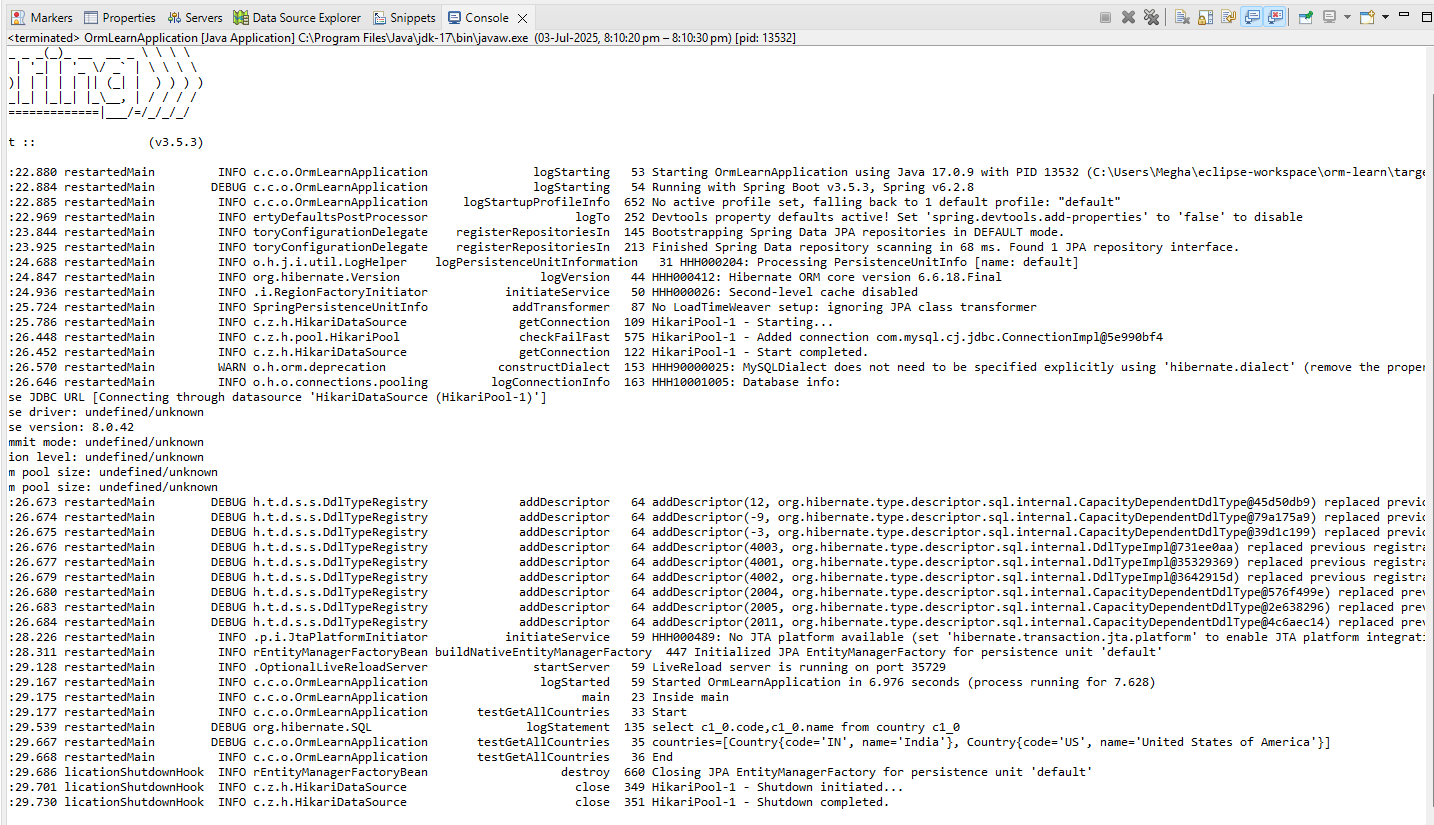 Markers Properties Servers Data Source Explorer Snippets Console
<terminated> OrmLearnApplication [Java Application] C:\Program Files\Java\jdk-17\bin\javaw.exe (03-Jul-2025, 8:10:20 pm – 8:10:30 pm) [pid: 13532]
_ _ _(_)_ __  __ _ \ \ \ \
| '_| | '_ \/ _` | \ \ \ \
)| | | | | || (_| |  ) ) ) )
_|_| |_|_| |_\__, | / / / /
=============|___/=/_/_/_/
t :: (v3.5.3)
:22.880 restartedMain INFO c.c.o.OrmLearnApplication logStarting 53 Starting OrmLearnApplication using Java 17.0.9 with PID 13532 (C:\Users\Megha\eclipse-workspace\orm-learn\targe
:22.884 restartedMain DEBUG c.c.o.OrmLearnApplication logStarting 54 Running with Spring Boot v3.5.3, Spring v6.2.8
:22.885 restartedMain INFO c.c.o.OrmLearnApplication logStartupProfileInfo 652 No active profile set, falling back to 1 default profile: "default"
:22.969 restartedMain INFO ertyDefaultsPostProcessor logTo 252 Devtools property defaults active! Set 'spring.devtools.add-properties' to 'false' to disable
:23.844 restartedMain INFO toryConfigurationDelegate registerRepositoriesIn 145 Bootstrapping Spring Data JPA repositories in DEFAULT mode.
:23.925 restartedMain INFO toryConfigurationDelegate registerRepositoriesIn 213 Finished Spring Data repository scanning in 68 ms. Found 1 JPA repository interface.
:24.688 restartedMain INFO o.h.j.i.util.LogHelper logPersistenceUnitInformation 31 HHH000204: Processing PersistenceUnitInfo [name: default]
:24.847 restartedMain INFO org.hibernate.Version logVersion 44 HHH000412: Hibernate ORM core version 6.6.18.Final
:24.936 restartedMain INFO .i.RegionFactoryInitiator initiateService 50 HHH000026: Second-level cache disabled
:25.724 restartedMain INFO SpringPersistenceUnitInfo addTransformer 87 No LoadTimeWeaver setup: ignoring JPA class transformer
:25.786 restartedMain INFO c.z.h.HikariDataSource getConnection 109 HikariPool-1 - Starting...
:26.448 restartedMain INFO c.z.h.pool.HikariPool checkFailFast 575 HikariPool-1 - Added connection com.mysql.cj.jdbc.ConnectionImpl@5e990bf4
:26.452 restartedMain INFO c.z.h.HikariDataSource getConnection 122 HikariPool-1 - Start completed.
:26.570 restartedMain WARN o.h.orm.deprecation constructDialect 153 HHH90000025: MySQLDialect does not need to be specified explicitly using 'hibernate.dialect' (remove the proper
:26.646 restartedMain INFO o.h.o.connections.pooling logConnectionInfo 163 HHH10001005: Database info:
se JDBC URL [Connecting through datasource 'HikariDataSource (HikariPool-1)']
se driver: undefined/unknown
se version: 8.0.42
mmit mode: undefined/unknown
ion level: undefined/unknown
m pool size: undefined/unknown
m pool size: undefined/unknown
:26.673 restartedMain DEBUG h.t.d.s.s.DdlTypeRegistry addDescriptor 64 addDescriptor(12, org.hibernate.type.descriptor.sql.internal.CapacityDependentDdlType@45d50db9) replaced previo
:26.674 restartedMain DEBUG h.t.d.s.s.DdlTypeRegistry addDescriptor 64 addDescriptor(-9, org.hibernate.type.descriptor.sql.internal.CapacityDependentDdlType@79a175a9) replaced previo
:26.675 restartedMain DEBUG h.t.d.s.s.DdlTypeRegistry addDescriptor 64 addDescriptor(-3, org.hibernate.type.descriptor.sql.internal.CapacityDependentDdlType@39d1c199) replaced previo
:26.676 restartedMain DEBUG h.t.d.s.s.DdlTypeRegistry addDescriptor 64 addDescriptor(4003, org.hibernate.type.descriptor.sql.internal.DdlTypeImpl@731ee0aa) replaced previous registra
:26.677 restartedMain DEBUG h.t.d.s.s.DdlTypeRegistry addDescriptor 64 addDescriptor(4001, org.hibernate.type.descriptor.sql.internal.DdlTypeImpl@35329369) replaced previous registra
:26.679 restartedMain DEBUG h.t.d.s.s.DdlTypeRegistry addDescriptor 64 addDescriptor(4002, org.hibernate.type.descriptor.sql.internal.DdlTypeImpl@3642915d) replaced previous registra
:26.680 restartedMain DEBUG h.t.d.s.s.DdlTypeRegistry addDescriptor 64 addDescriptor(2004, org.hibernate.type.descriptor.sql.internal.CapacityDependentDdlType@576f499e) replaced prev
:26.683 restartedMain DEBUG h.t.d.s.s.DdlTypeRegistry addDescriptor 64 addDescriptor(2005, org.hibernate.type.descriptor.sql.internal.CapacityDependentDdlType@2e638296) replaced prev
:26.684 restartedMain DEBUG h.t.d.s.s.DdlTypeRegistry addDescriptor 64 addDescriptor(2011, org.hibernate.type.descriptor.sql.internal.CapacityDependentDdlType@4c6aec14) replaced prev
:28.226 restartedMain INFO .p.i.JtaPlatformInitiator initiateService 59 HHH000489: No JTA platform available (set 'hibernate.transaction.jta.platform' to enable JTA platform integrati
:28.311 restartedMain INFO rEntityManagerFactoryBean buildNativeEntityManagerFactory 447 Initialized JPA EntityManagerFactory for persistence unit 'default'
:29.128 restartedMain INFO .OptionalLiveReloadServer startServer 59 LiveReload server is running on port 35729
:29.167 restartedMain INFO c.c.o.OrmLearnApplication logStarted 59 Started OrmLearnApplication in 6.976 seconds (process running for 7.628)
:29.175 restartedMain INFO c.c.o.OrmLearnApplication main 23 Inside main
:29.177 restartedMain INFO c.c.o.OrmLearnApplication testGetAllCountries 33 Start
:29.539 restartedMain DEBUG org.hibernate.SQL logStatement 135 select c1_0.code,c1_0.name from country c1_0
:29.667 restartedMain DEBUG c.c.o.OrmLearnApplication testGetAllCountries 35 countries=[Country{code='IN', name='India'}, Country{code='US', name='United States of America'}]
:29.668 restartedMain INFO c.c.o.OrmLearnApplication testGetAllCountries 36 End
:29.686 licationShutdownHook INFO rEntityManagerFactoryBean destroy 660 Closing JPA EntityManagerFactory for persistence unit 'default'
:29.701 licationShutdownHook INFO c.z.h.HikariDataSource close 349 HikariPool-1 - Shutdown initiated...
:29.730 licationShutdownHook INFO c.z.h.HikariDataSource close 351 HikariPool-1 - Shutdown completed.